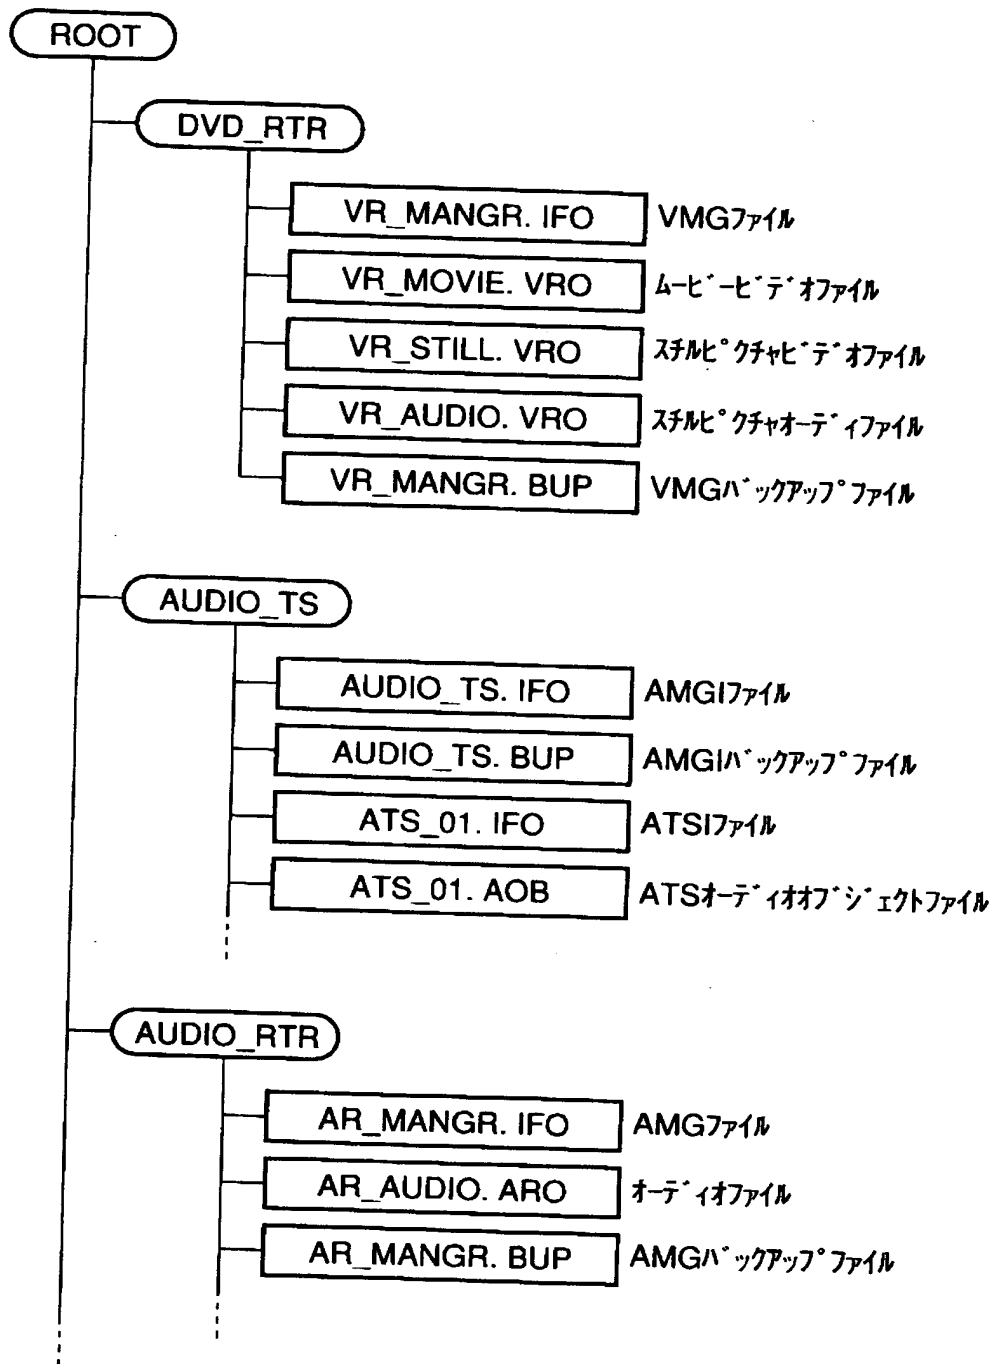 ROOT
DVD_RTR
VR_MANGR. IFO VMGファイル
VR_MOVIE. VRO ムービービデオファイル
VR_STILL. VRO スチルピクチャビデオファイル
VR_AUDIO. VRO スチルピクチャオーディファイル
VR_MANGR. BUP VMGバックアップファイル
AUDIO_TS
AUDIO_TS. IFO AMGIファイル
AUDIO_TS. BUP AMGIバックアップファイル
ATS_01. IFO ATSIファイル
ATS_01. AOB ATSオーディオオブジェクトファイル
AUDIO_RTR
AR_MANGR. IFO AMGファイル
AR_AUDIO. ARO オーディオファイル
AR_MANGR. BUP AMGバックアップファイル